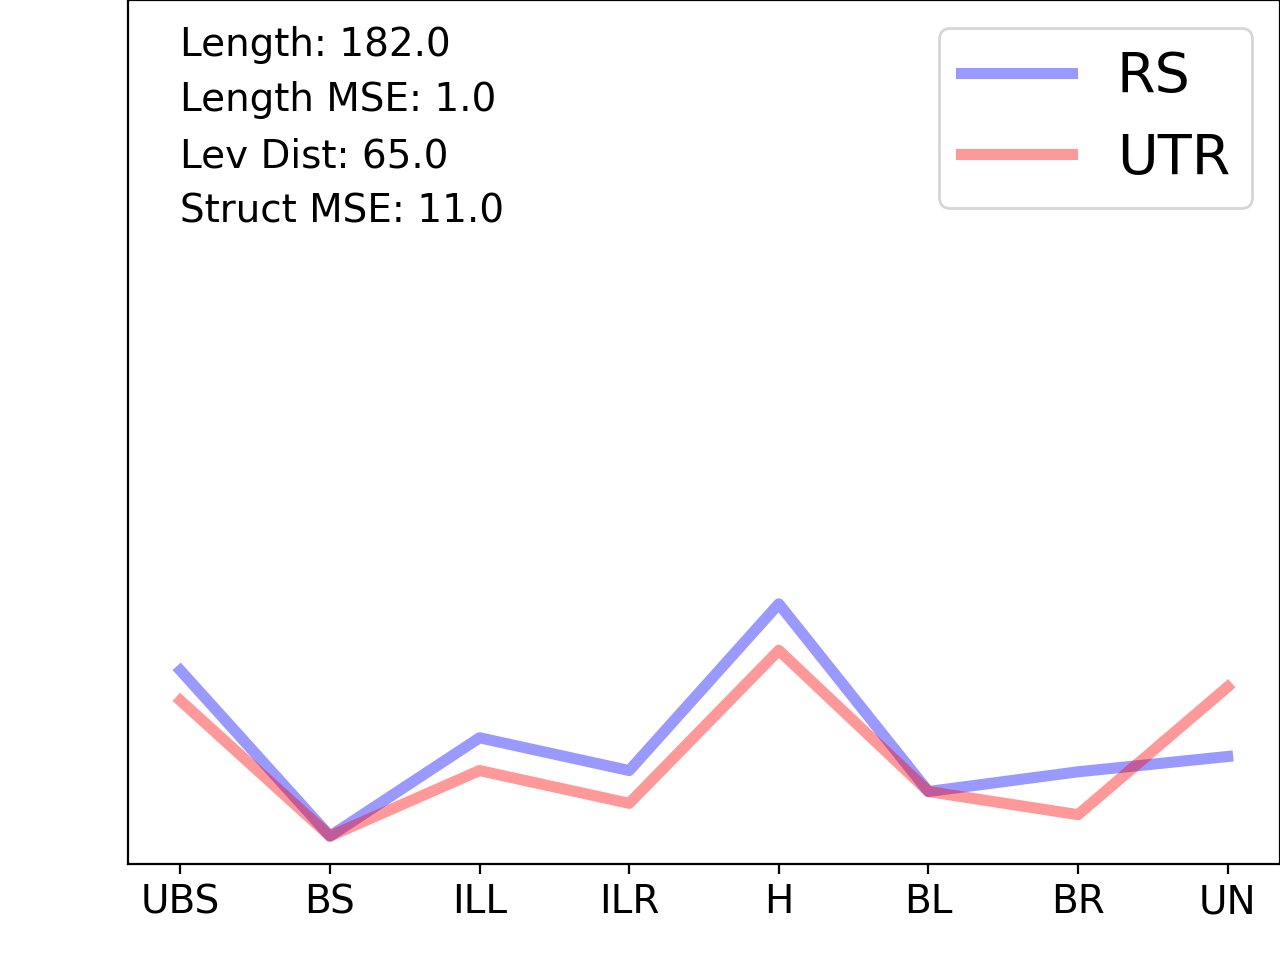 Length: 182.0
Length MSE: 1.0
Lev Dist: 65.0
Struct MSE: 11.0
RS
UTR
UBS BS ILL ILR H BL BR UN